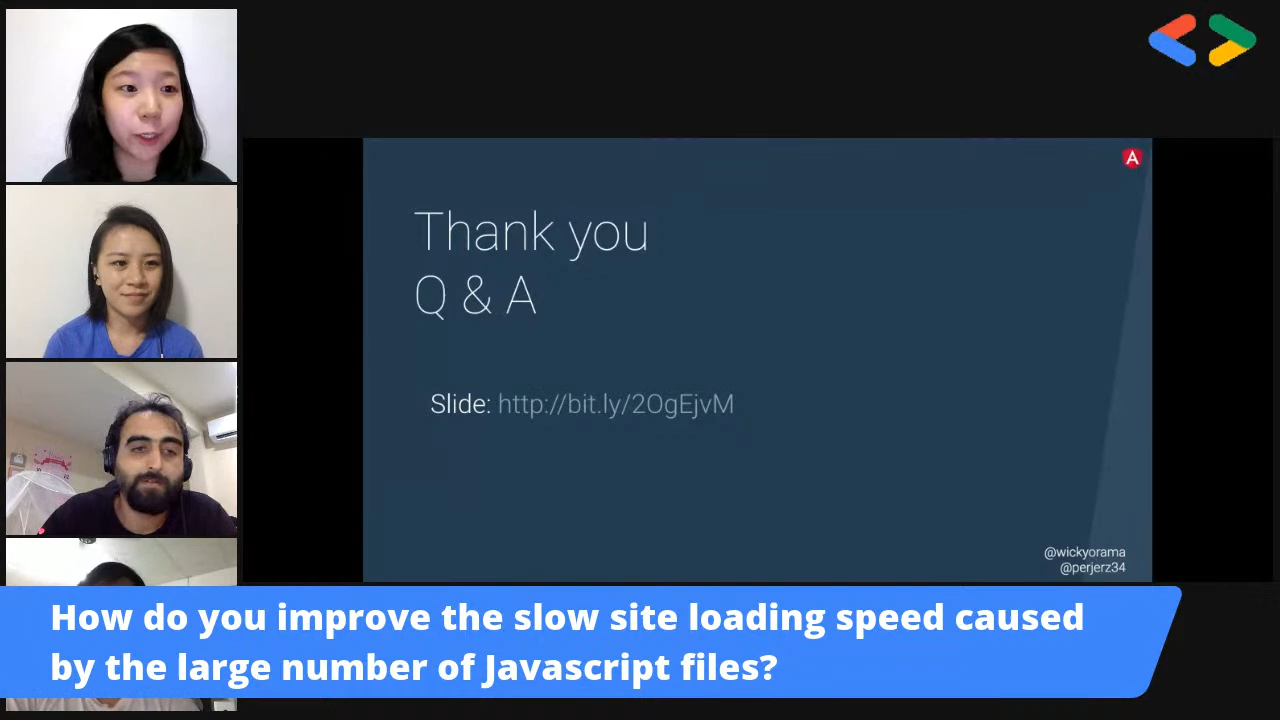 Thank you
Q & A
Slide: http://bit.ly/2OgEjvM
@wickyorama
@perjerz34
How do you improve the slow site loading speed caused
by the large number of Javascript files?